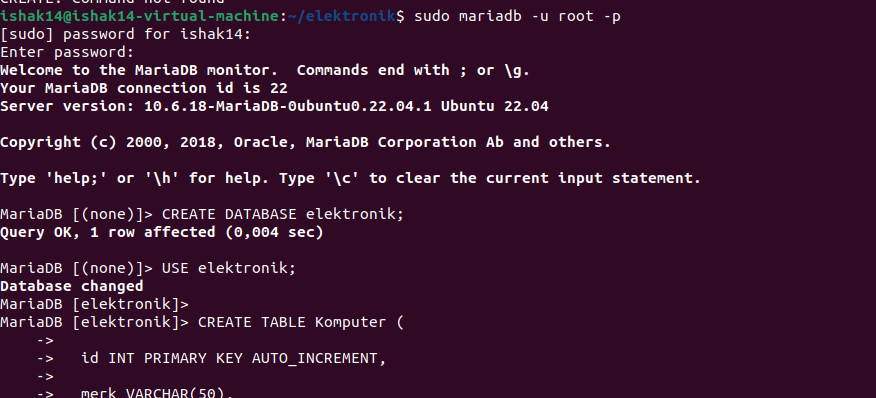 CREATE: command not found
ishak14@ishak14-virtual-machine:~/elektronik$ sudo mariadb -u root -p
[sudo] password for ishak14:
Enter password:
Welcome to the MariaDB monitor.  Commands end with ; or \g.
Your MariaDB connection id is 22
Server version: 10.6.18-MariaDB-0ubuntu0.22.04.1 Ubuntu 22.04
Copyright (c) 2000, 2018, Oracle, MariaDB Corporation Ab and others.
Type 'help;' or '\h' for help. Type '\c' to clear the current input statement.
MariaDB [(none)]> CREATE DATABASE elektronik;
Query OK, 1 row affected (0,004 sec)
MariaDB [(none)]> USE elektronik;
Database changed
MariaDB [elektronik]>
MariaDB [elektronik]> CREATE TABLE Komputer (
    ->
    ->   id INT PRIMARY KEY AUTO_INCREMENT,
    ->
    ->   merk VARCHAR(50),